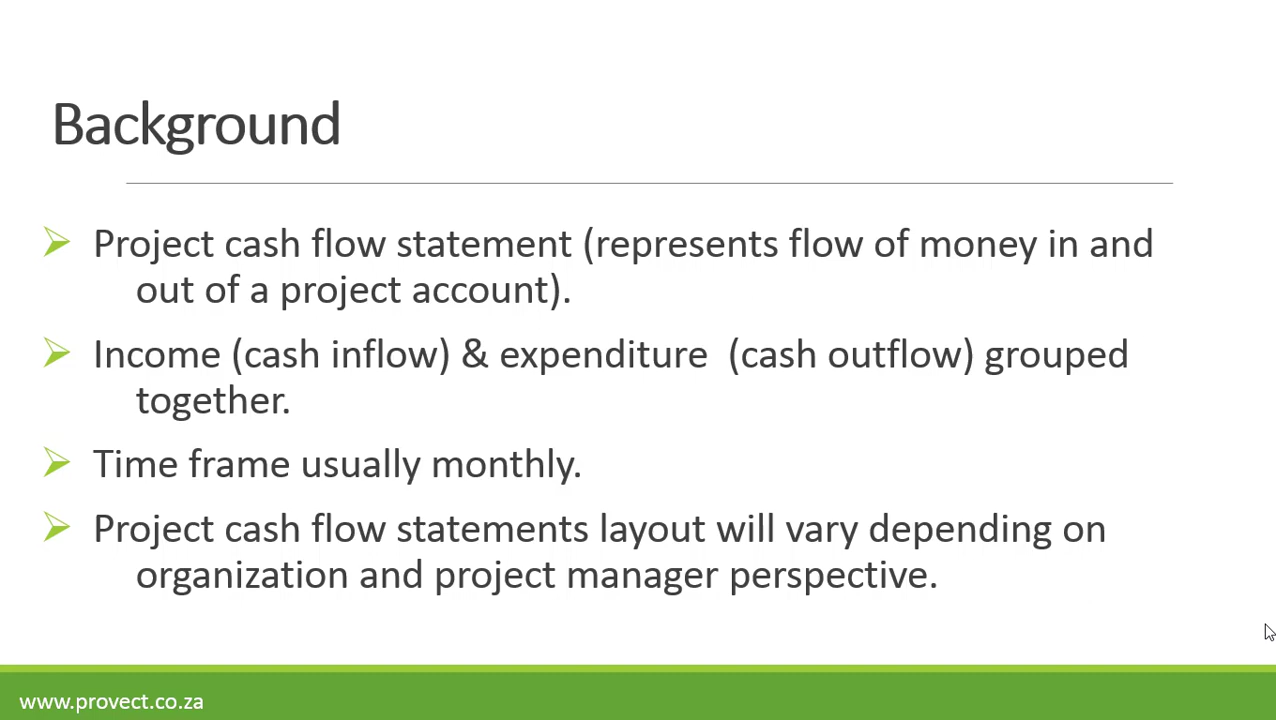 Background
Project cash flow statement (represents flow of money in and
out of a project account).
Income (cash inflow) & expenditure (cash outflow) grouped
together.
Time frame usually monthly.
Project cash flow statements layout will vary depending on
organization and project manager perspective.
www.provect.co.za